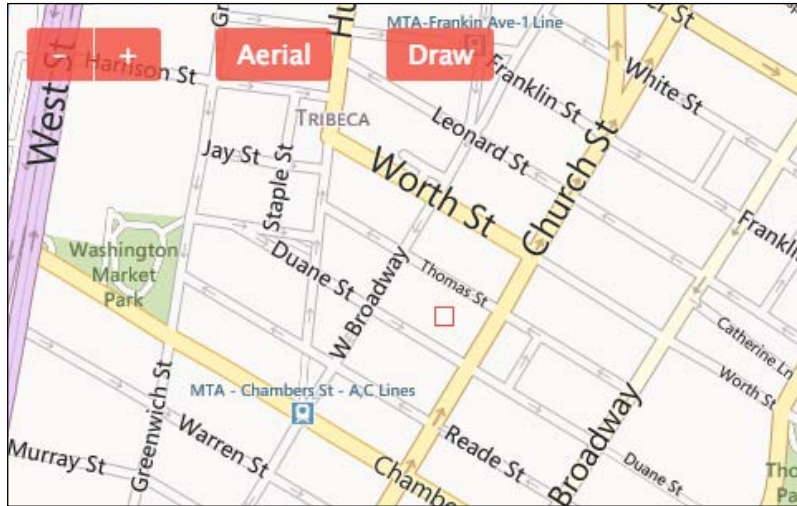 MTA-Frankin Ave-1 Line
-
+
Aerial
Draw
Harrison St
West St
Franklin St
White St
TRIBECA
Leonard St
Jay St
Staple St
Worth St
Church St
Washington
Market
Park
Duane St
W Broadway
Thomas St
Catherine Ln
Worth St
MTA - Chambers St - A,C Lines
Greenwich St
Broadway
Murray St
Warren St
Reade St
Duane St